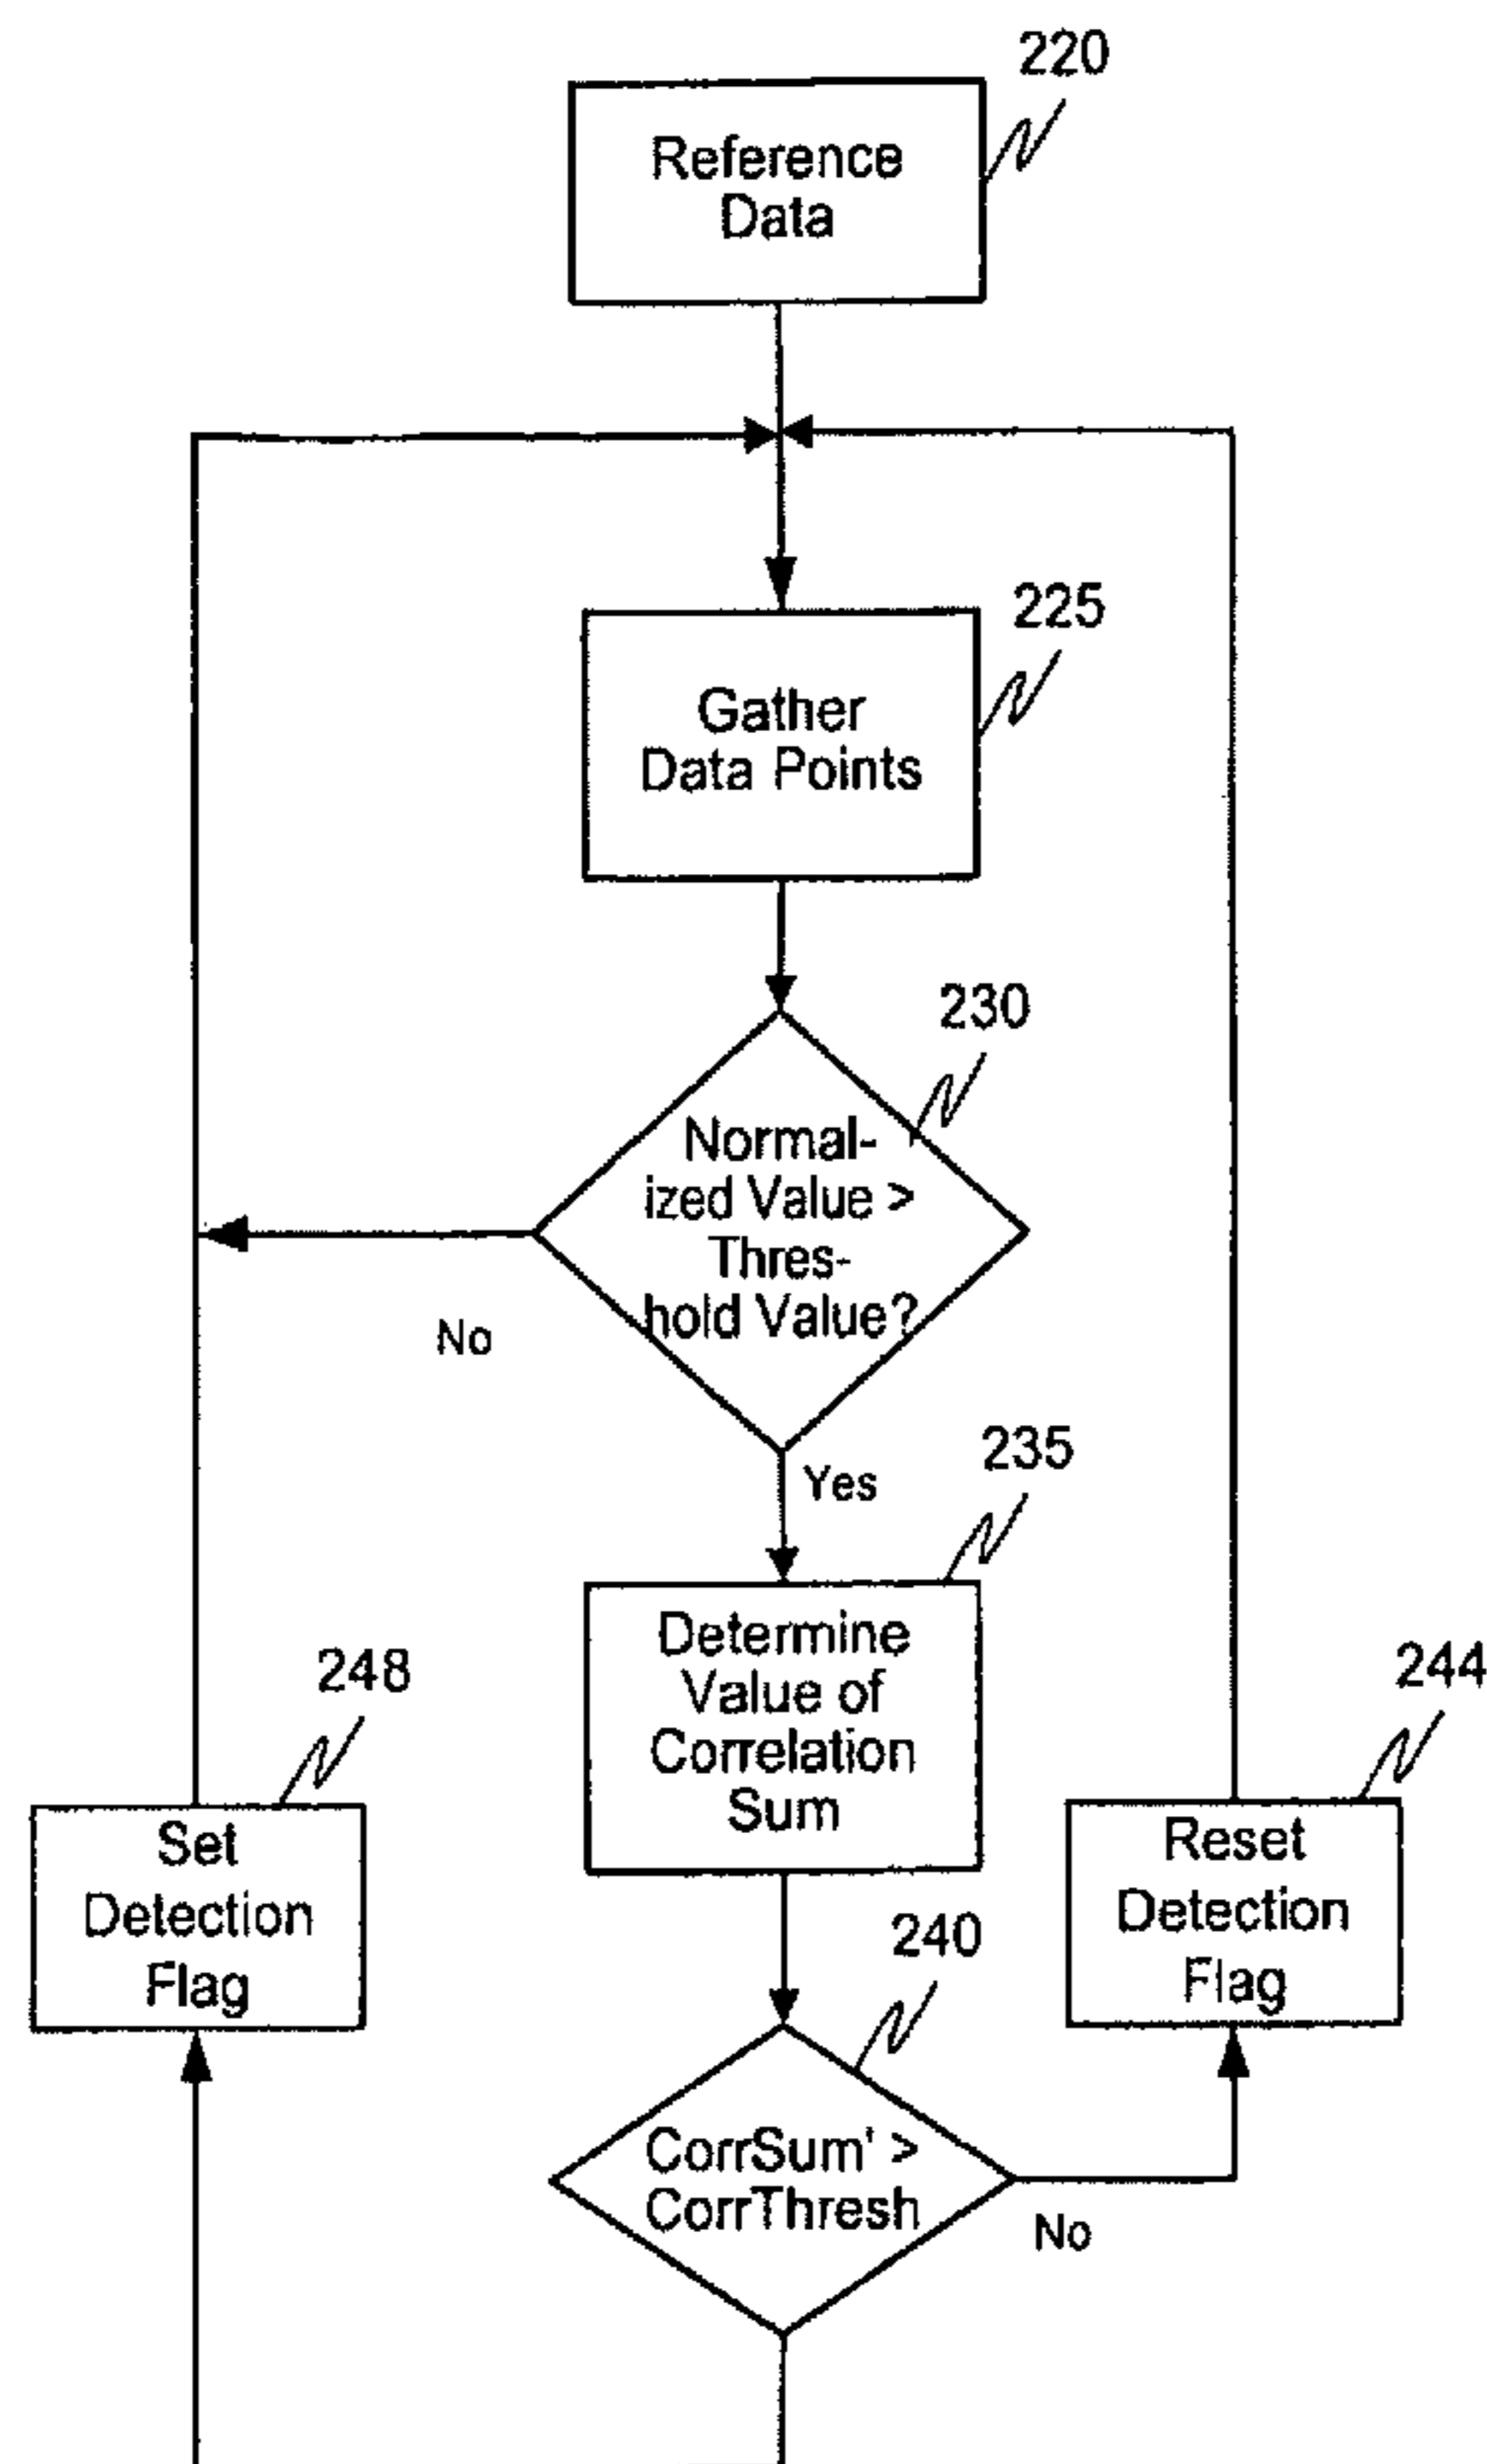 220
Reference
Data
225
Gather
Data Points
230
Normal-
ized Value >
Thres-
hold Value?
No
Yes
235
Determine
Value of
Correlation
Sum
248
Set
Detection
Flag
244
Reset
Detection
Flag
240
CorrSum' >
CorrThresh
No